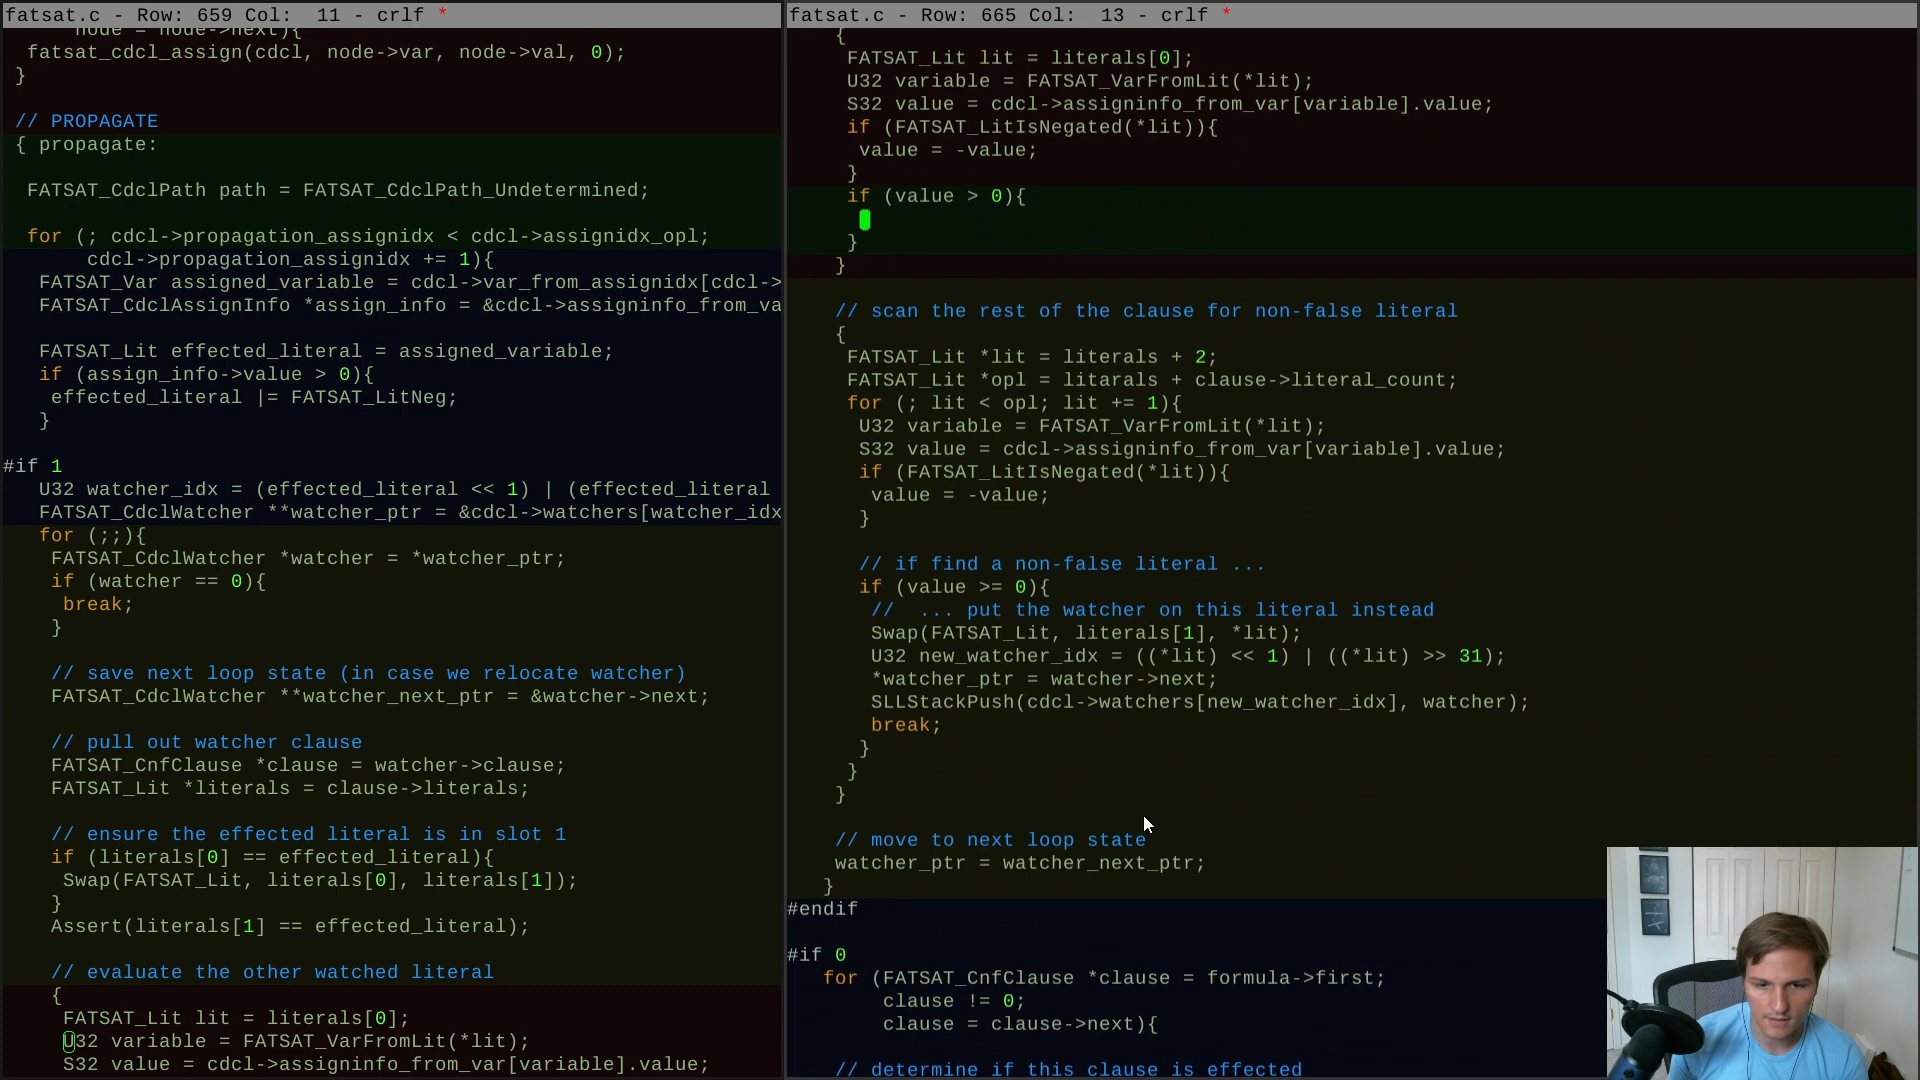 fatsat.c - Row: 659 Col:  11 - crlf *
node = node->next){
fatsat_cdcl_assign(cdcl, node->var, node->val, 0);
}
// PROPAGATE
{ propagate:
FATSAT_CdclPath path = FATSAT_CdclPath_Undetermined;
for (; cdcl->propagation_assignidx < cdcl->assignidx_opl;
cdcl->propagation_assignidx += 1){
FATSAT_Var assigned_variable = cdcl->var_from_assignidx[cdcl->
FATSAT_CdclAssignInfo *assign_info = &cdcl->assigninfo_from_va
FATSAT_Lit effected_literal = assigned_variable;
if (assign_info->value > 0){
effected_literal |= FATSAT_LitNeg;
}
#if 1
U32 watcher_idx = (effected_literal << 1) | (effected_literal
FATSAT_CdclWatcher **watcher_ptr = &cdcl->watchers[watcher_idx
for (;;){
FATSAT_CdclWatcher *watcher = *watcher_ptr;
if (watcher == 0){
break;
}
// save next loop state (in case we relocate watcher)
FATSAT_CdclWatcher **watcher_next_ptr = &watcher->next;
// pull out watcher clause
FATSAT_CnfClause *clause = watcher->clause;
FATSAT_Lit *literals = clause->literals;
// ensure the effected literal is in slot 1
if (literals[0] == effected_literal){
Swap(FATSAT_Lit, literals[0], literals[1]);
}
Assert(literals[1] == effected_literal);
// evaluate the other watched literal
{
FATSAT_Lit lit = literals[0];
U32 variable = FATSAT_VarFromLit(*lit);
S32 value = cdcl->assigninfo_from_var[variable].value;
fatsat.c - Row: 665 Col:  13 - crlf *
{
FATSAT_Lit lit = literals[0];
U32 variable = FATSAT_VarFromLit(*lit);
S32 value = cdcl->assigninfo_from_var[variable].value;
if (FATSAT_LitIsNegated(*lit)){
value = -value;
}
if (value > 0){
}
}
// scan the rest of the clause for non-false literal
{
FATSAT_Lit *lit = literals + 2;
FATSAT_Lit *opl = litarals + clause->literal_count;
for (; lit < opl; lit += 1){
U32 variable = FATSAT_VarFromLit(*lit);
S32 value = cdcl->assigninfo_from_var[variable].value;
if (FATSAT_LitIsNegated(*lit)){
value = -value;
}
// if find a non-false literal ...
if (value >= 0){
//  ... put the watcher on this literal instead
Swap(FATSAT_Lit, literals[1], *lit);
U32 new_watcher_idx = ((*lit) << 1) | ((*lit) >> 31);
*watcher_ptr = watcher->next;
SLLStackPush(cdcl->watchers[new_watcher_idx], watcher);
break;
}
}
}
// move to next loop state
watcher_ptr = watcher_next_ptr;
}
#endif
#if 0
for (FATSAT_CnfClause *clause = formula->first;
clause != 0;
clause = clause->next){
// determine if this clause is effected